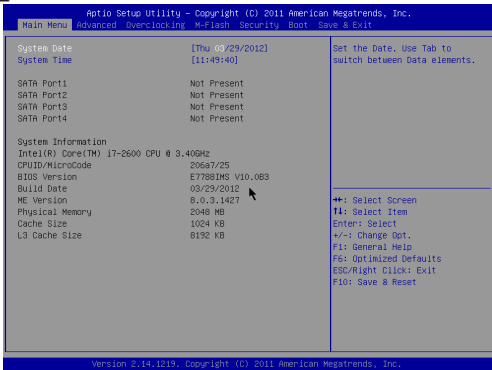 Aptio Setup Utility – Copyright (C) 2011 American Megatrends, Inc.
Main Menu Advanced Overclocking M-Flash Security Boot Save & Exit
System Date [Thu 03/29/2012]
System Time [11:49:40]
SATA Port1 Not Present
SATA Port2 Not Present
SATA Port3 Not Present
SATA Port4 Not Present
System Information
Intel(R) Core(TM) i7-2600 CPU @ 3.40GHz
CPUID/MicroCode 206a7/25
BIOS Version E7788IMS V10.0B3
Build Date 03/29/2012
ME Version 8.0.3.1427
Physical Memory 2048 MB
Cache Size 1024 KB
L3 Cache Size 8192 KB
Set the Date. Use Tab to
switch between Data elements.
→←: Select Screen
↑↓: Select Item
Enter: Select
+/-: Change Opt.
F1: General Help
F6: Optimized Defaults
ESC/Right Click: Exit
F10: Save & Reset
Version 2.14.1219. Copyright (C) 2011 American Megatrends, Inc.